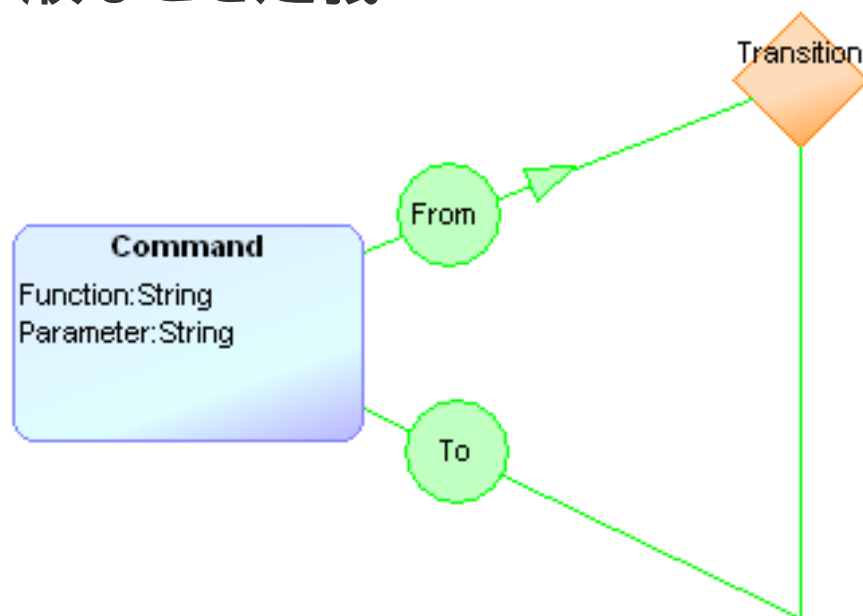 Transition
From
Command
Function:String
Parameter:String
To